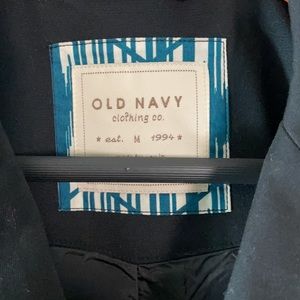 OLD NAVY
clothing co.
* est. M 1994 *